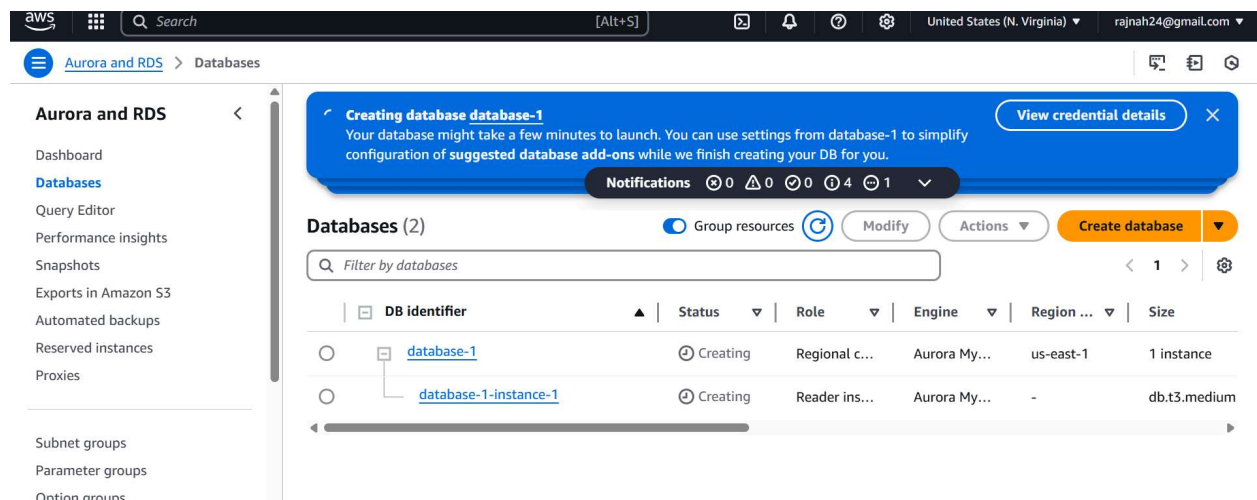 aws Search [Alt+S] United States (N. Virginia) ▼ rajnah24@gmail.com ▼
Aurora and RDS > Databases
Aurora and RDS
Dashboard
Databases
Query Editor
Performance insights
Snapshots
Exports in Amazon S3
Automated backups
Reserved instances
Proxies
Subnet groups
Parameter groups
Option groups
Creating database database-1
Your database might take a few minutes to launch. You can use settings from database-1 to simplify
configuration of suggested database add-ons while we finish creating your DB for you.
View credential details
Notifications 0 0 0 4 1
Databases (2) Group resources Modify Actions ▼ Create database ▼
Filter by databases < 1 >
DB identifier ▲ Status Role Engine Region ... Size
database-1 Creating Regional c... Aurora My... us-east-1 1 instance
database-1-instance-1 Creating Reader ins... Aurora My... - db.t3.medium